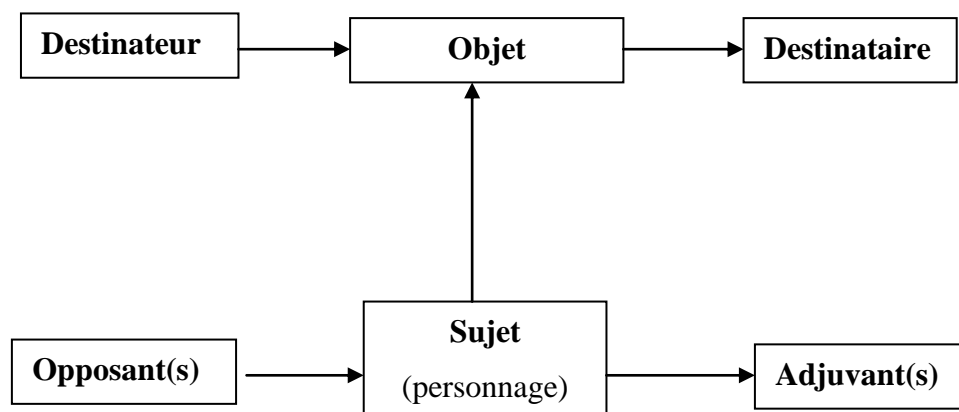 Destinateur
Objet
Destinataire
Opposant(s)
Sujet
(personnage)
Adjuvant(s)